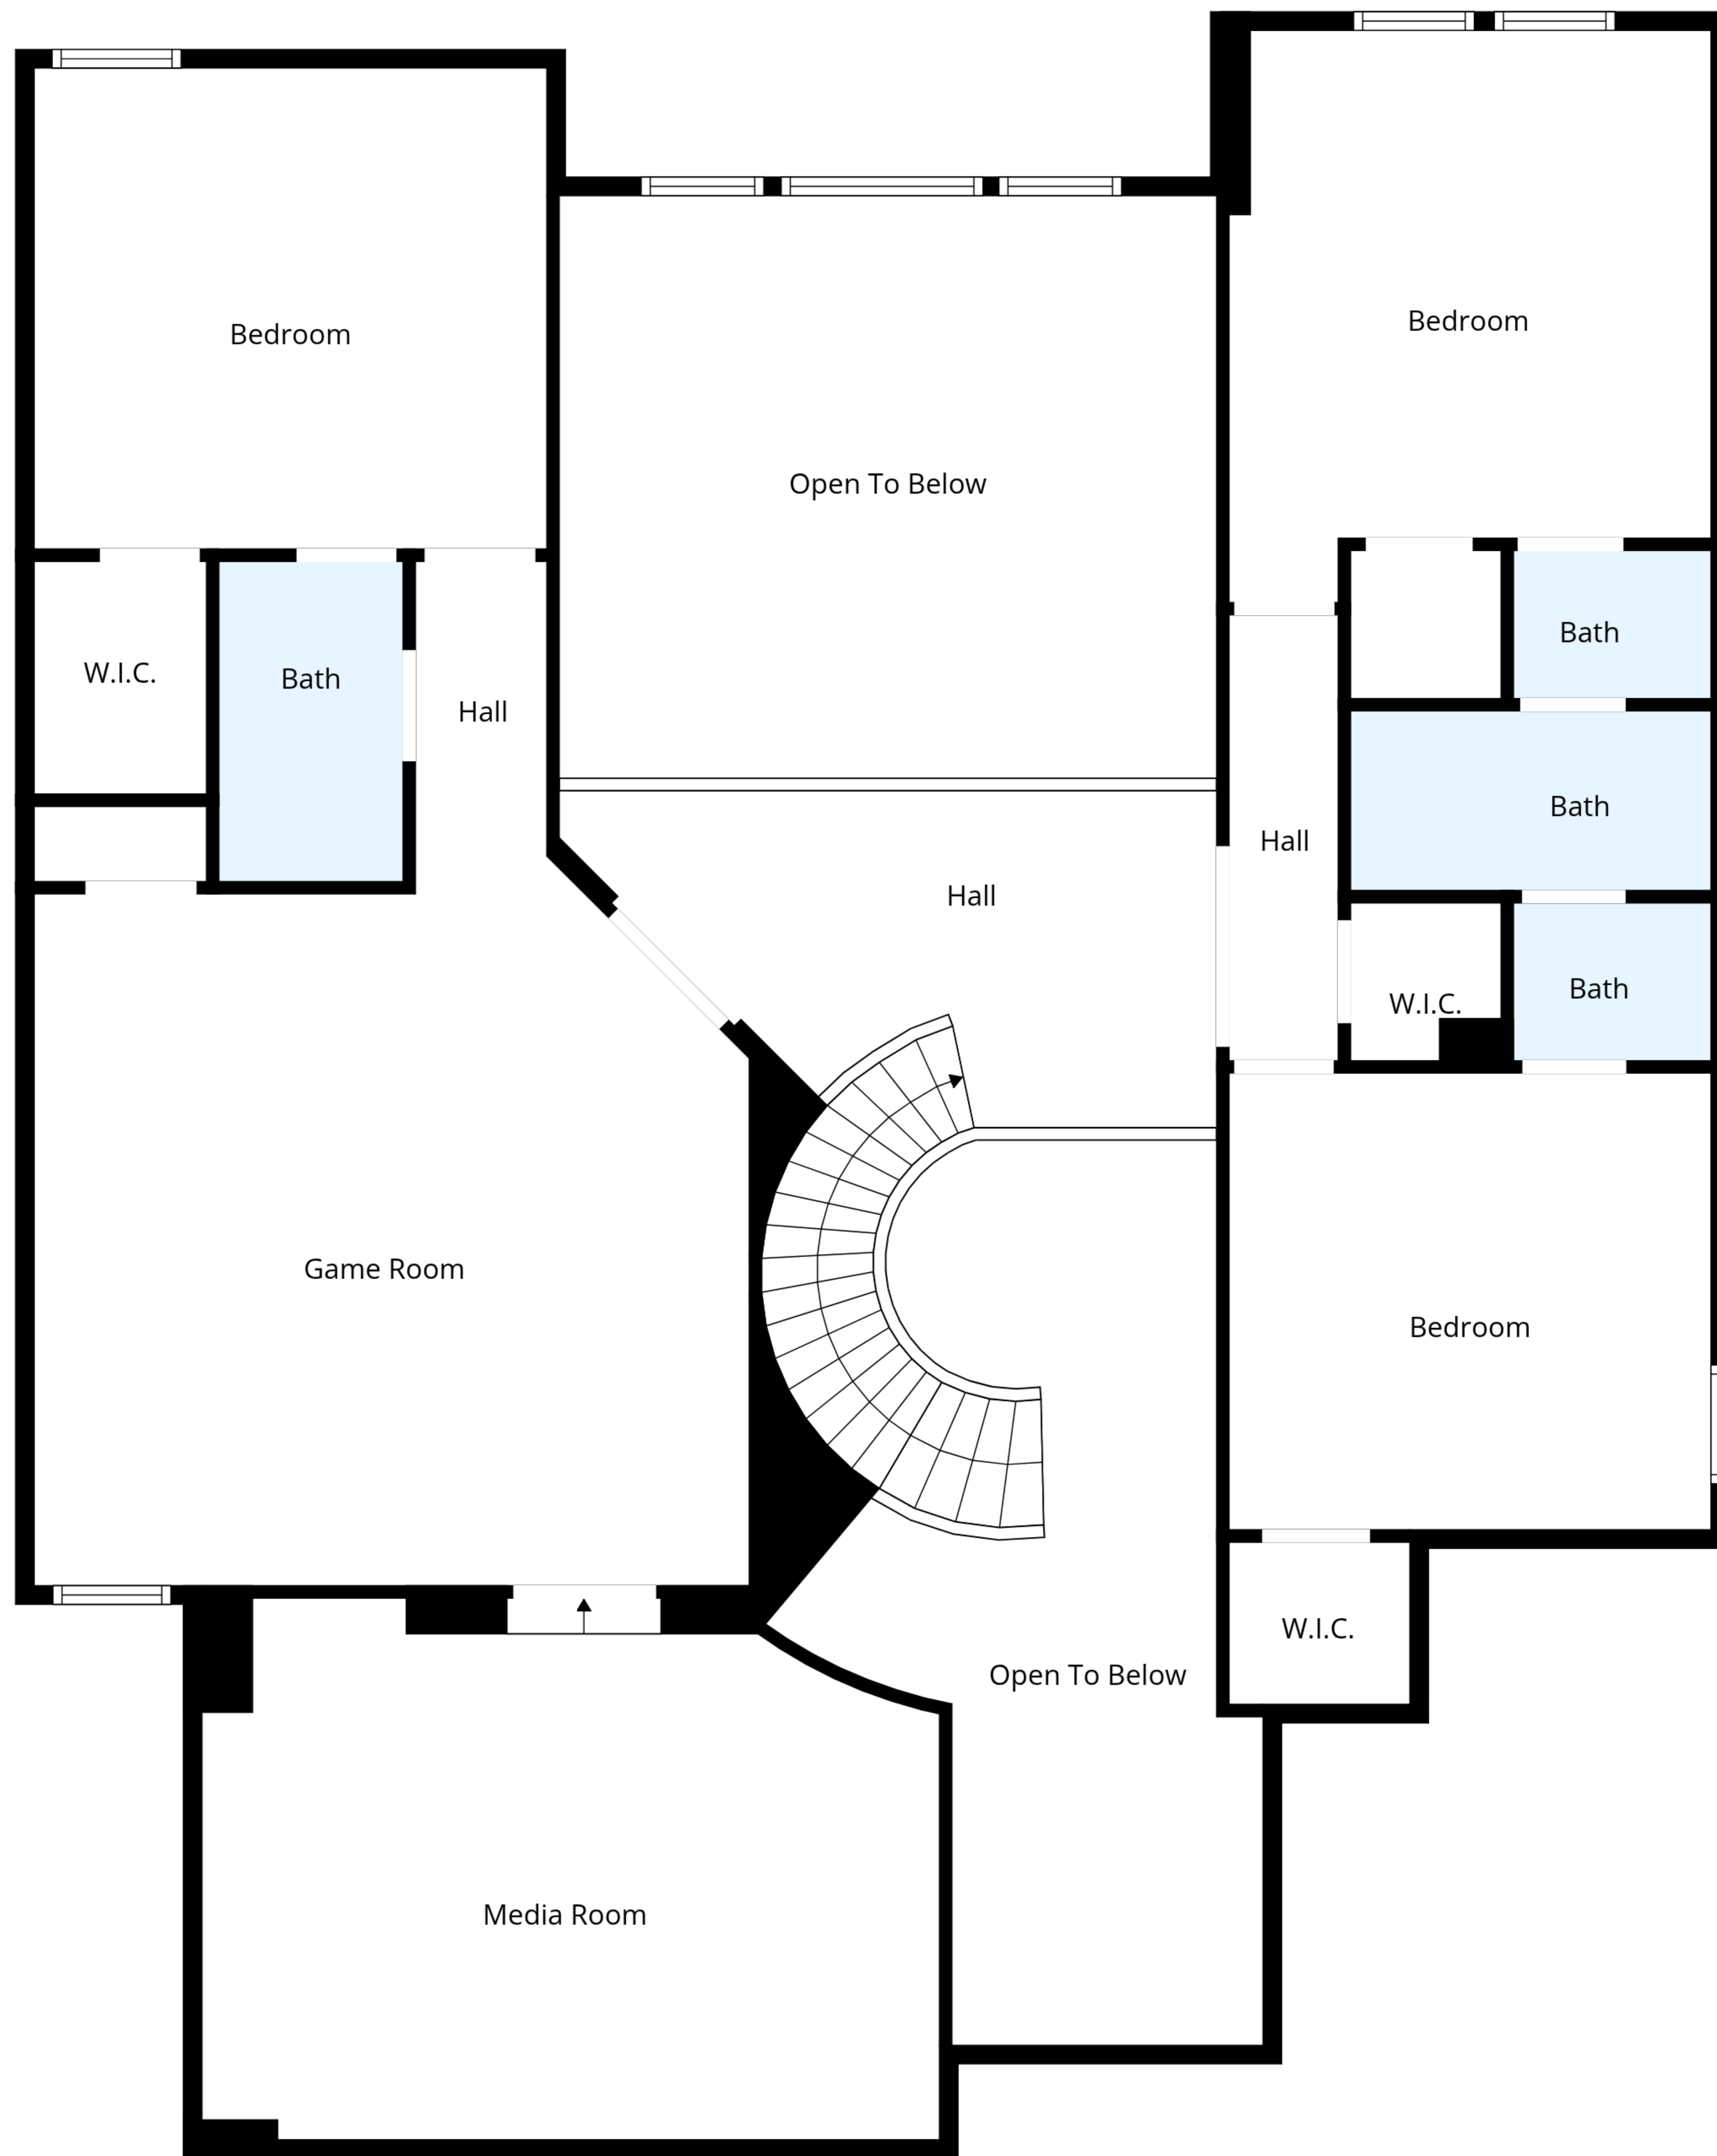 Bedroom
Bedroom
Open To Below
Bath
W.I.C.
Bath
Hall
Bath
Hall
Hall
Bath
W.I.C.
Game Room
Bedroom
W.I.C.
Open To Below
Media Room